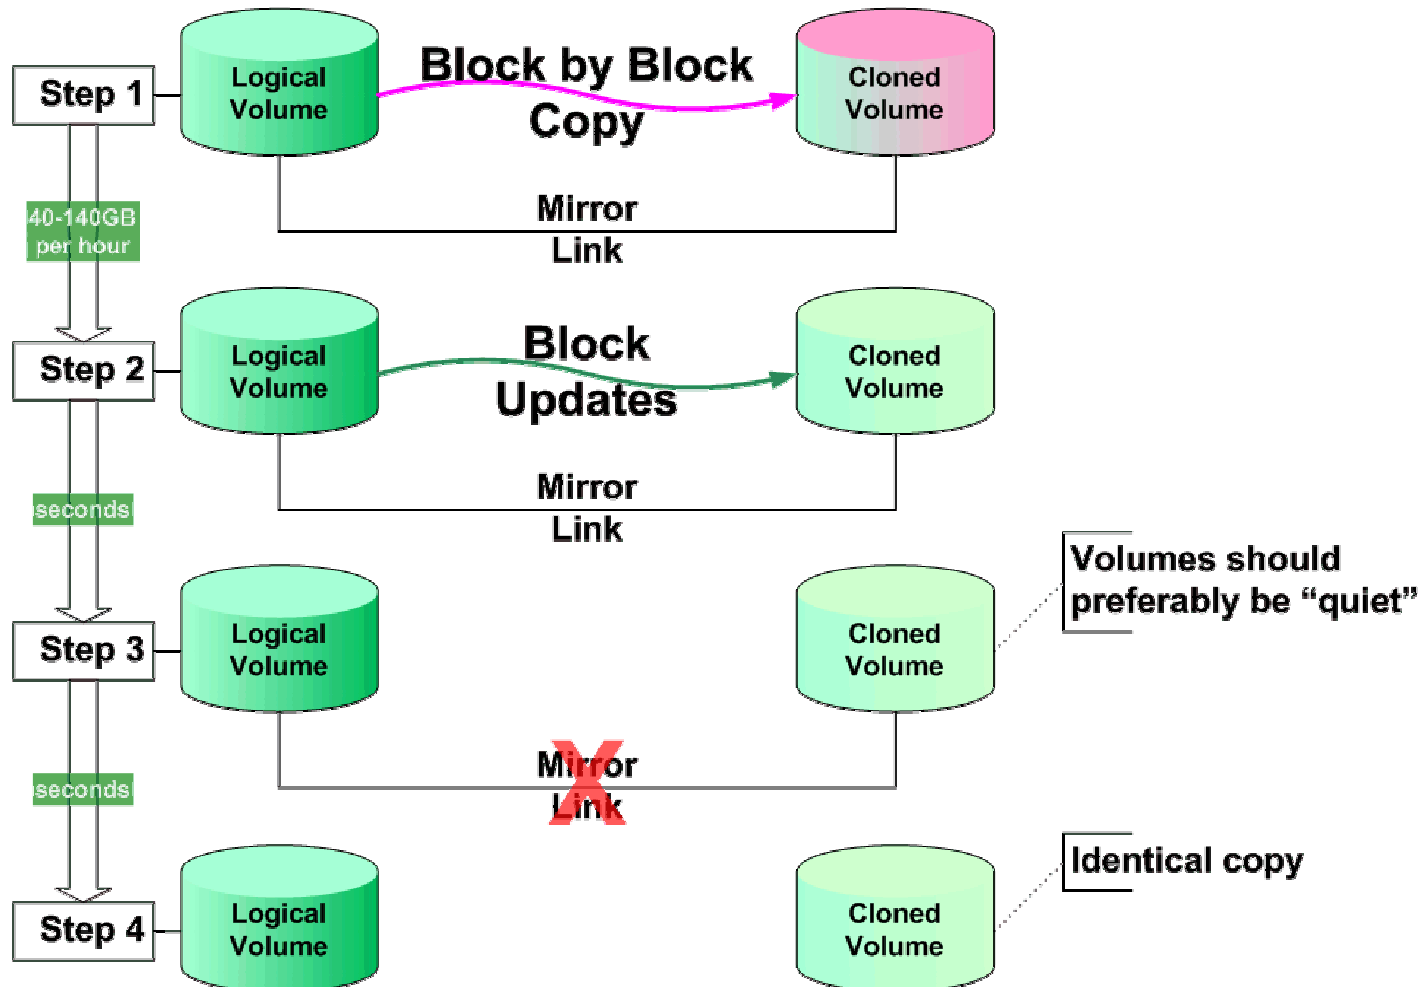 Step 1
Logical
Volume
Block by Block
Copy
Cloned
Volume
Mirror
Link
40-140GB
per hour
Step 2
Logical
Volume
Block
Updates
Cloned
Volume
Mirror
Link
seconds
Volumes should
preferably be “quiet”
Step 3
Logical
Volume
Cloned
Volume
Mirror
Link
X
seconds
Identical copy
Step 4
Logical
Volume
Cloned
Volume